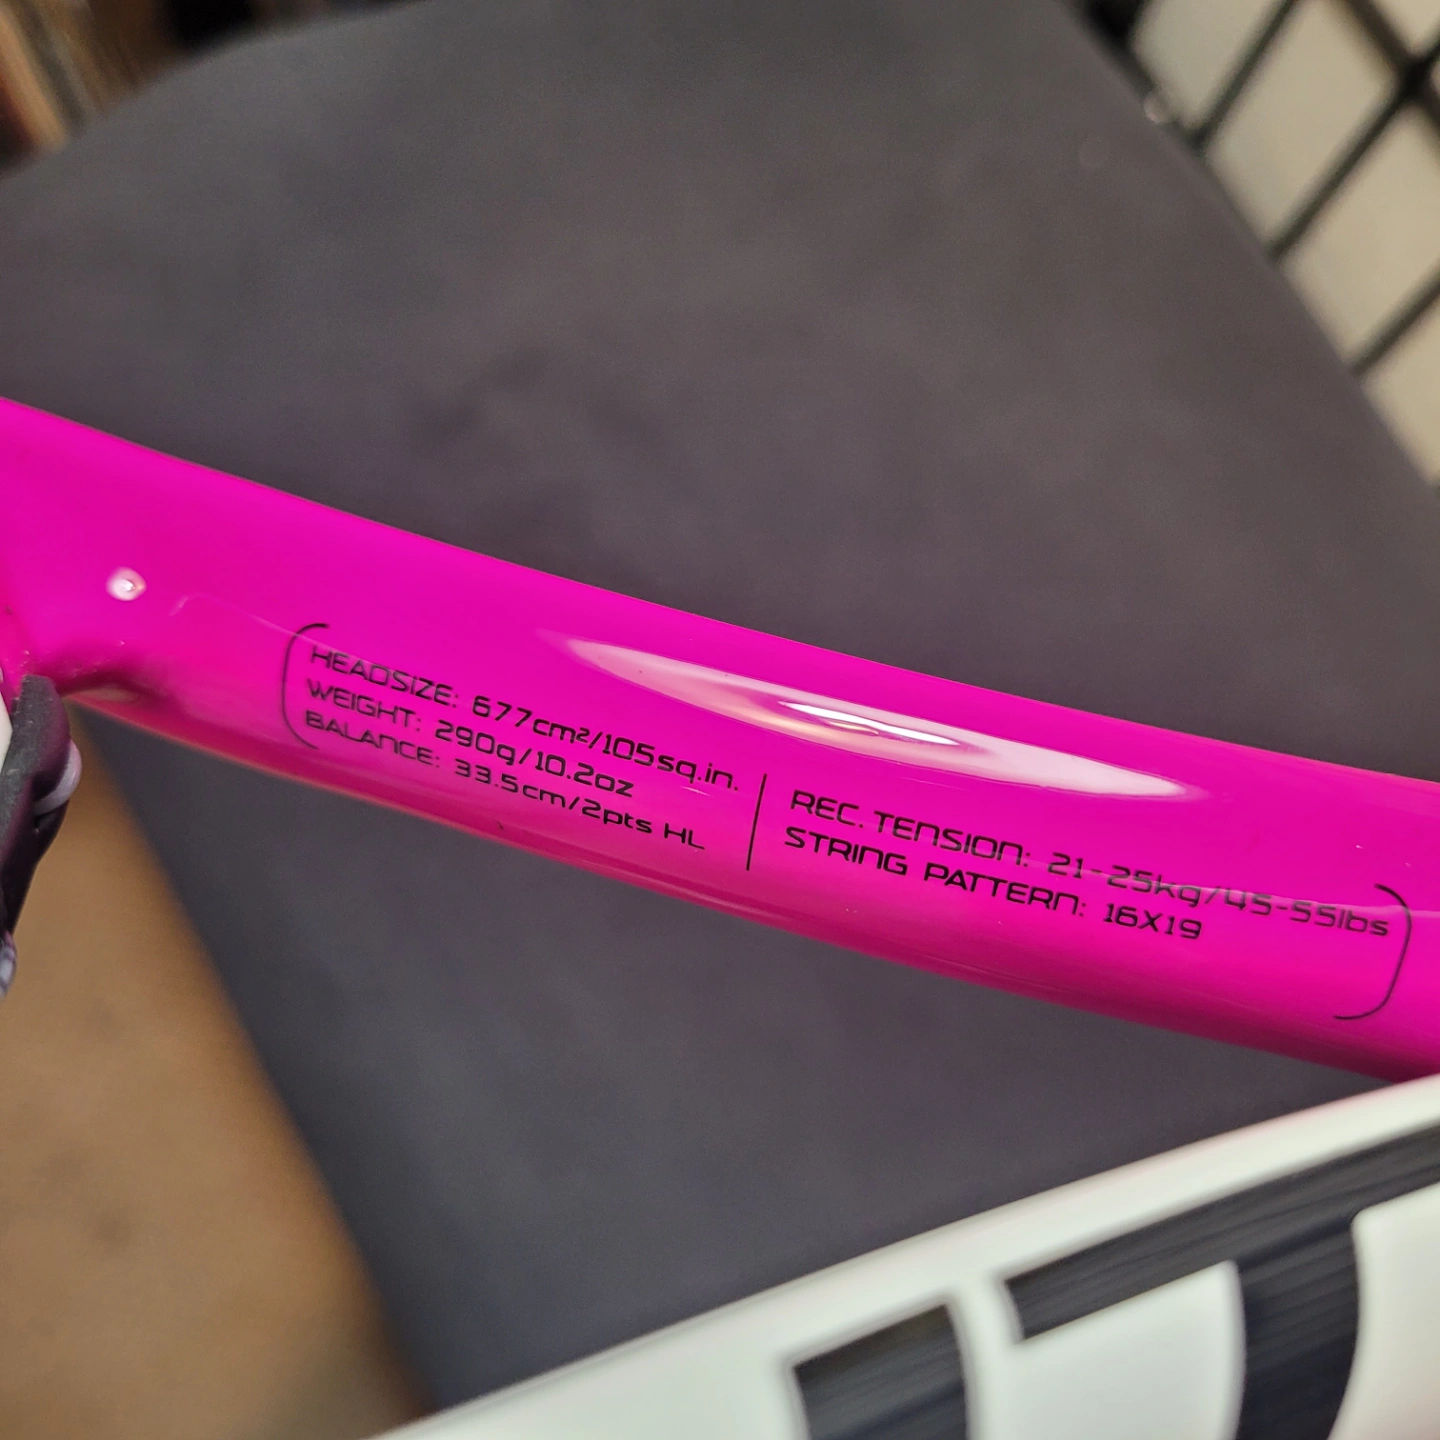 HEADSIZE: 677cm²/105sq.in.
WEIGHT: 290g/10.2oz
BALANCE: 33.5cm/2pts HL
REC. TENSION: 21-25kg/45-55lbs
STRING PATTERN: 16X19